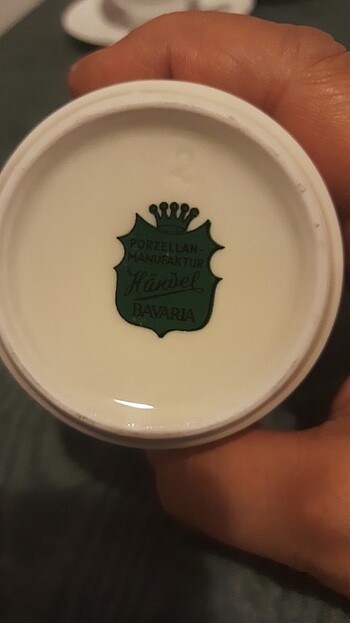 2
PORZELLAN-
MANUFAKTUR
Händel
BAVARIA